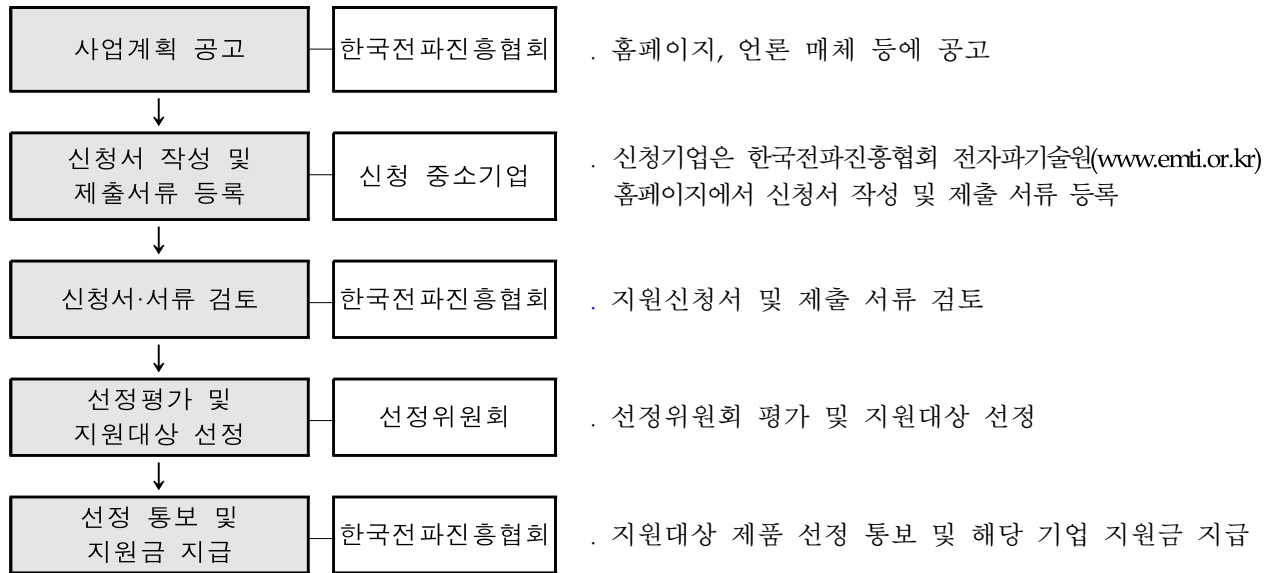 사업계획 공고 한국전파진흥협회 . 홈페이지, 언론 매체 등에 공고
신청서 작성 및
제출서류 등록
신청 중소기업
. 신청기업은 한국전파진흥협회 전자파기술원(www.emti.or.kr)
홈페이지에서 신청서 작성 및 제출 서류 등록
신청서·서류 검토 한국전파진흥협회 . 지원신청서 및 제출 서류 검토
선정평가 및
지원대상 선정
선정위원회
. 선정위원회 평가 및 지원대상 선정
선정 통보 및
지원금 지급
한국전파진흥협회
. 지원대상 제품 선정 통보 및 해당 기업 지원금 지급